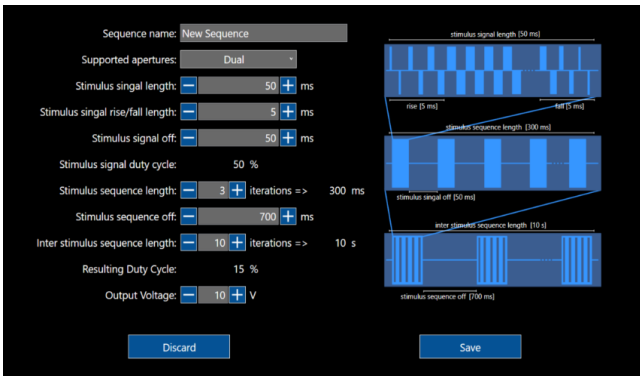 Sequence name: New Sequence
Supported apertures: Dual
Stimulus singal length: − 50 + ms
Stimulus singal rise/fall length: − 5 + ms
Stimulus signal off: − 50 + ms
Stimulus signal duty cycle: 50 %
Stimulus sequence length: − 3 + iterations => 300 ms
Stimulus sequence off: − 700 + ms
Inter stimulus sequence length: − 10 + iterations => 10 s
Resulting Duty Cycle: 15 %
Output Voltage: − 10 + V
Discard
stimulus signal length [50 ms]
rise [5 ms]
fall [5 ms]
stimulus sequence length [300 ms]
stimulus singal off [50 ms]
inter stimulus sequence length [10 s]
stimulus sequence off [700 ms]
Save